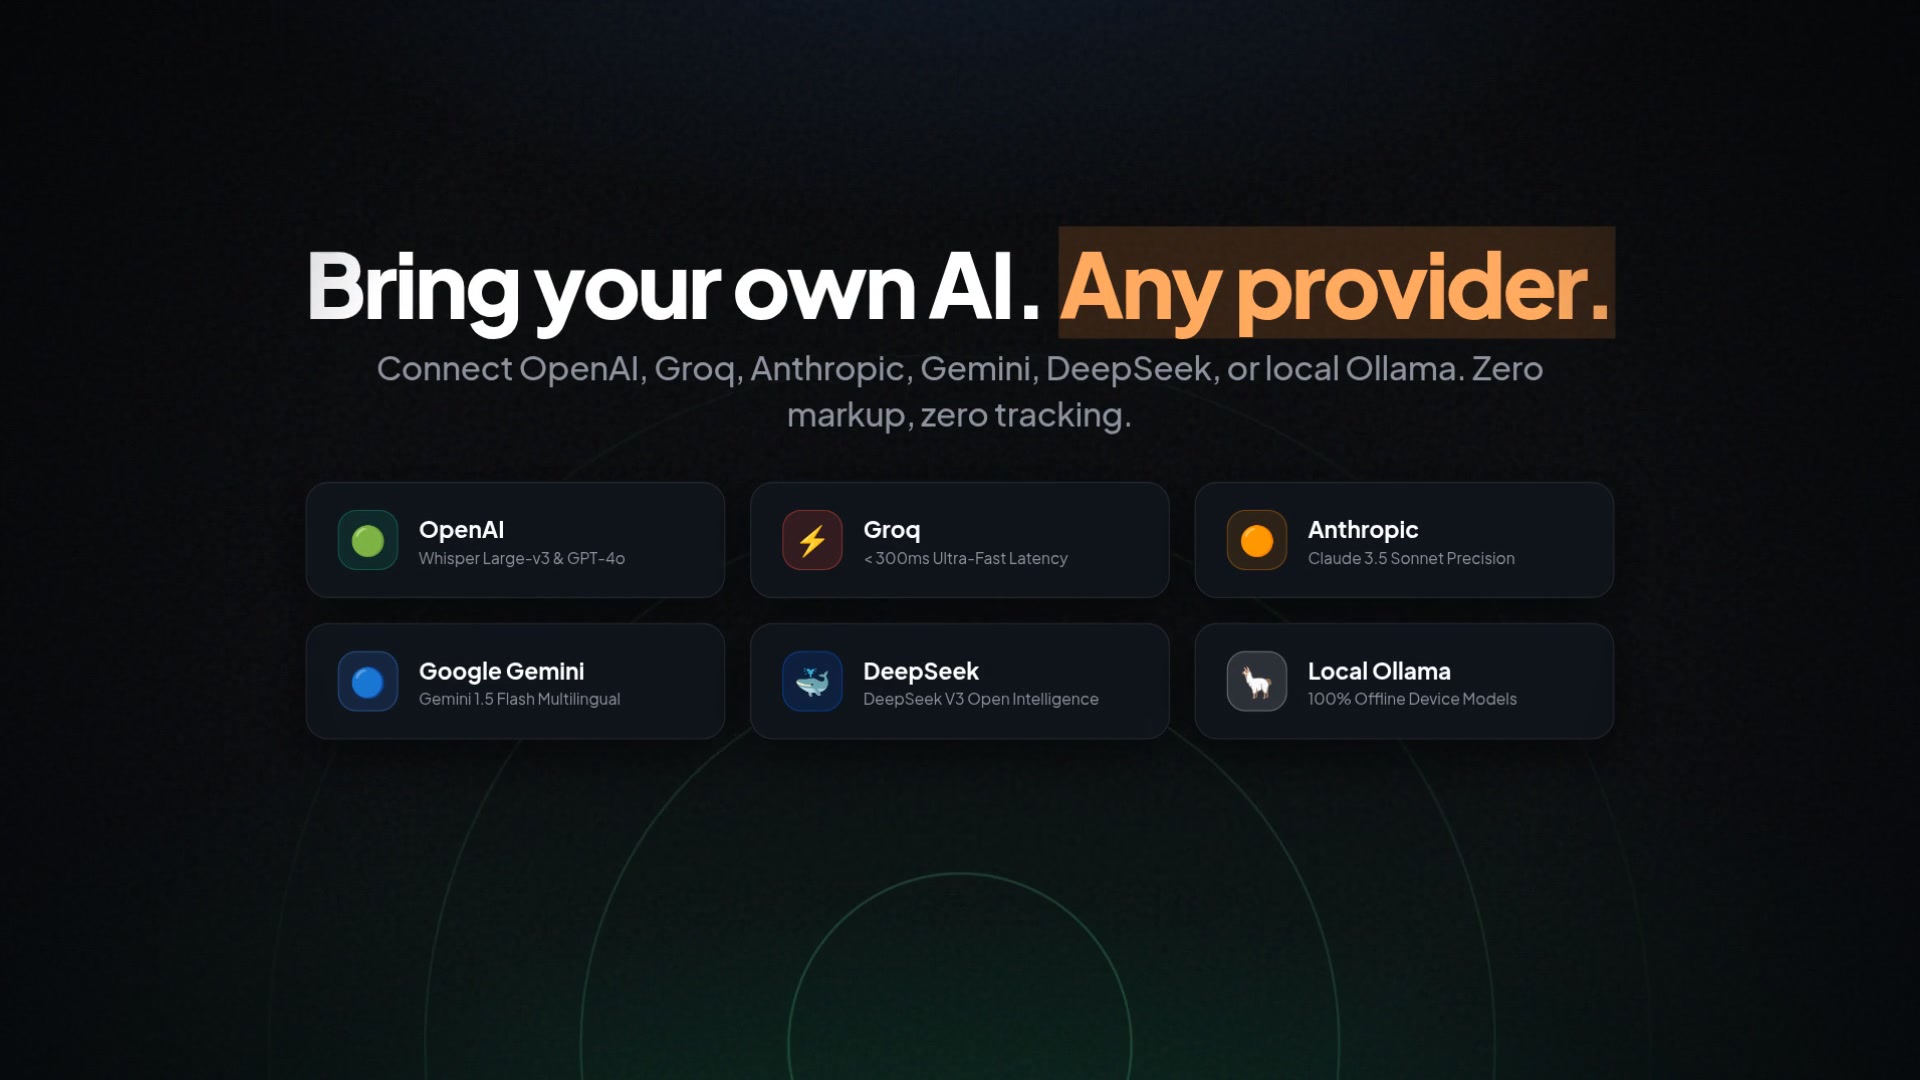 Bring your own AI. Any provider.
Connect OpenAI, Groq, Anthropic, Gemini, DeepSeek, or local Ollama. Zero
markup, zero tracking.
OpenAI
Whisper Large-v3 & GPT-4o
Groq
< 300ms Ultra-Fast Latency
Anthropic
Claude 3.5 Sonnet Precision
Google Gemini
Gemini 1.5 Flash Multilingual
DeepSeek
DeepSeek V3 Open Intelligence
Local Ollama
100% Offline Device Models